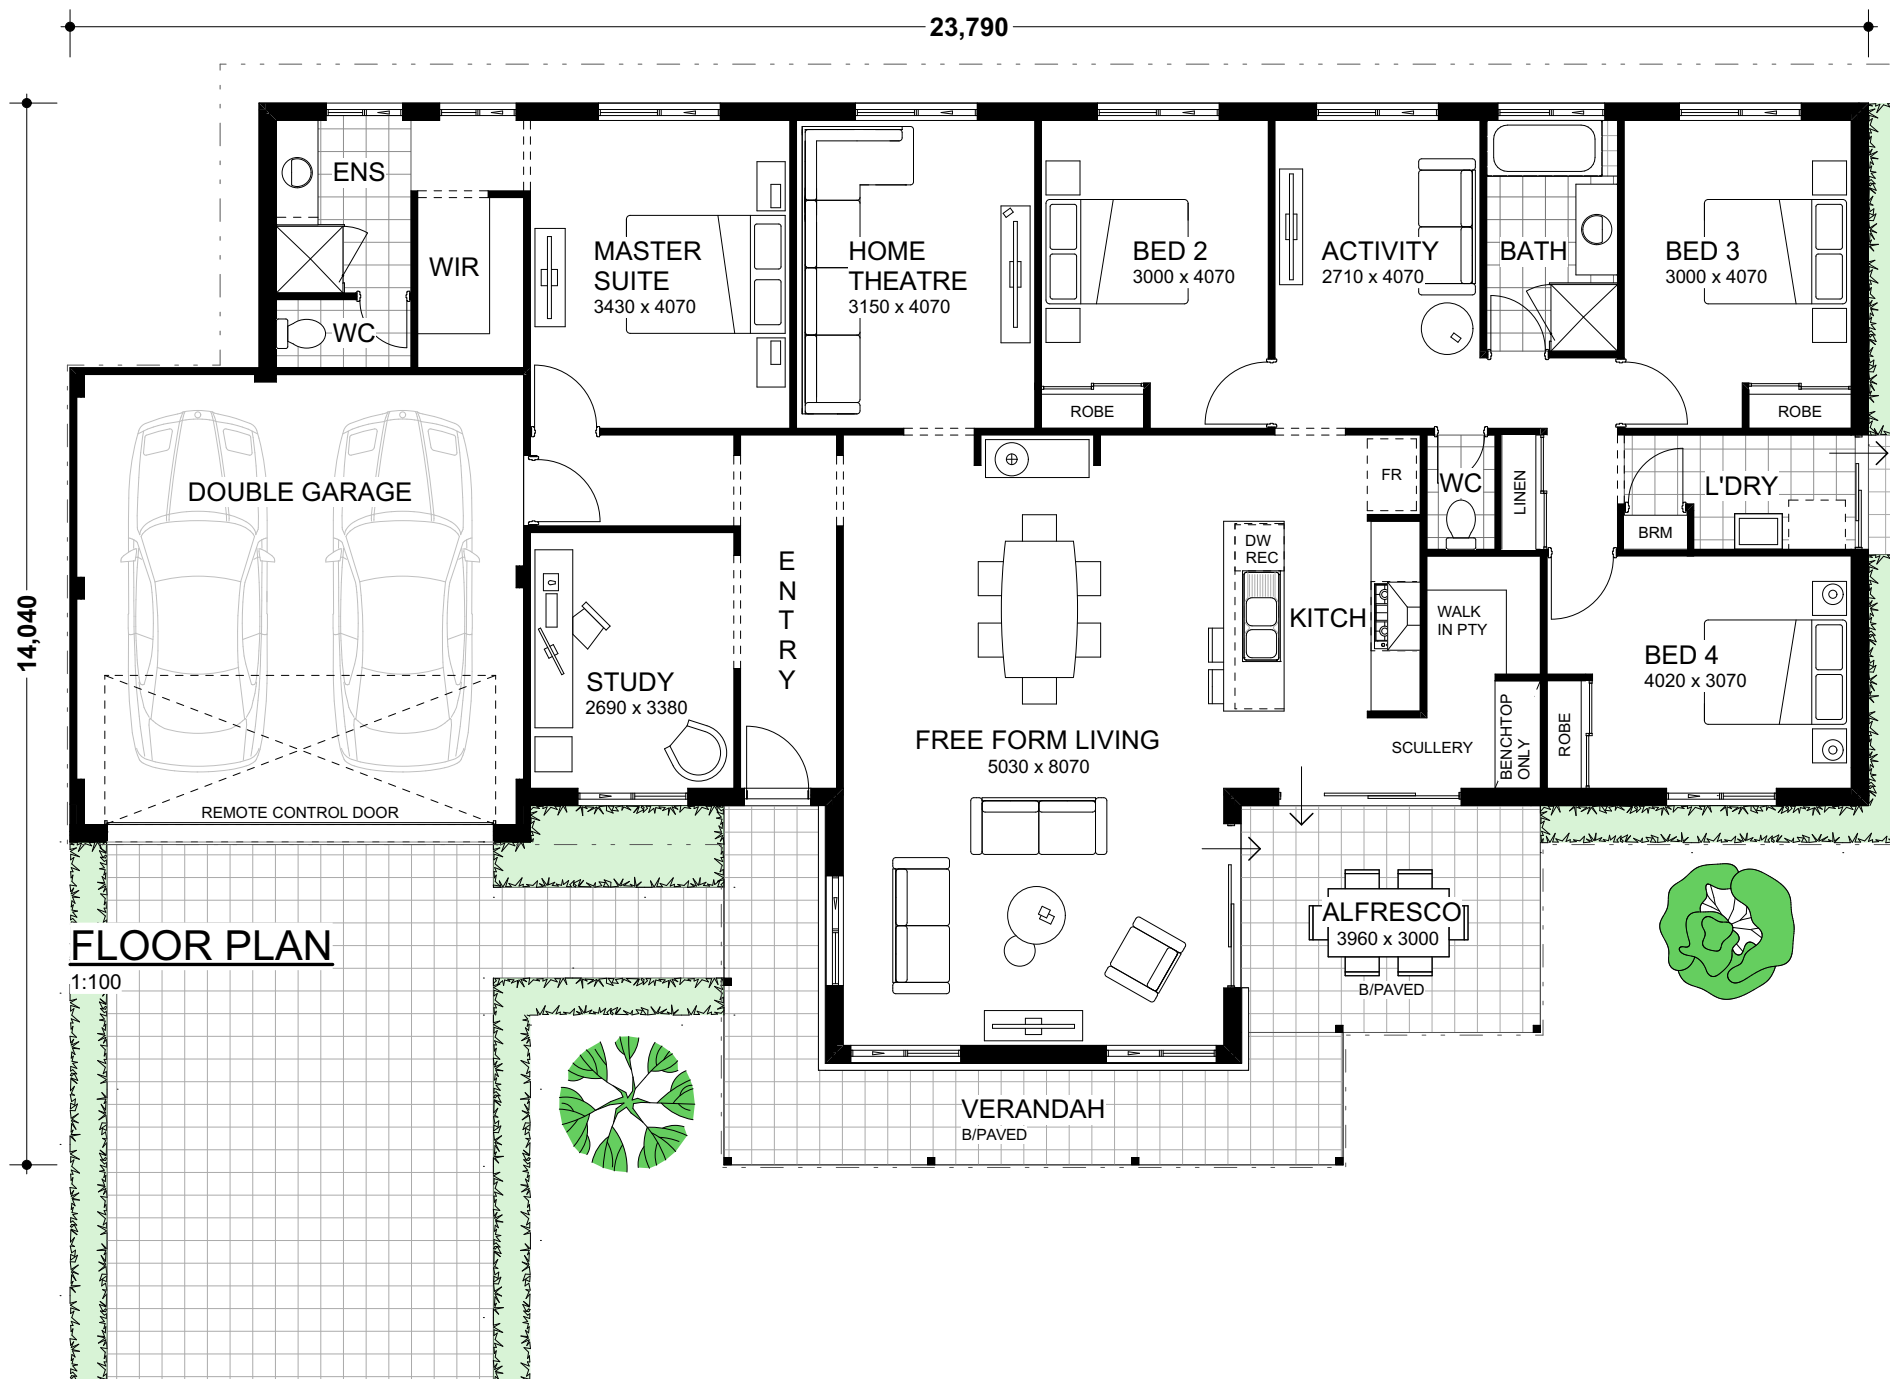 23,790
14,040
ENS
WIR
WC
MASTER
SUITE
3430 x 4070
HOME
THEATRE
3150 x 4070
BED 2
3000 x 4070
ROBE
ACTIVITY
2710 x 4070
BATH
BED 3
3000 x 4070
ROBE
DOUBLE GARAGE
REMOTE CONTROL DOOR
STUDY
2690 x 3380
ENTRY
FREE FORM LIVING
5030 x 8070
DW
REC
KITCH
FR
WC
LINEN
L'DRY
BRM
WALK
IN PTY
SCULLERY
BENCHTOP
ONLY
ROBE
BED 4
4020 x 3070
ALFRESCO
3960 x 3000
B/PAVED
VERANDAH
B/PAVED
FLOOR PLAN
1:100